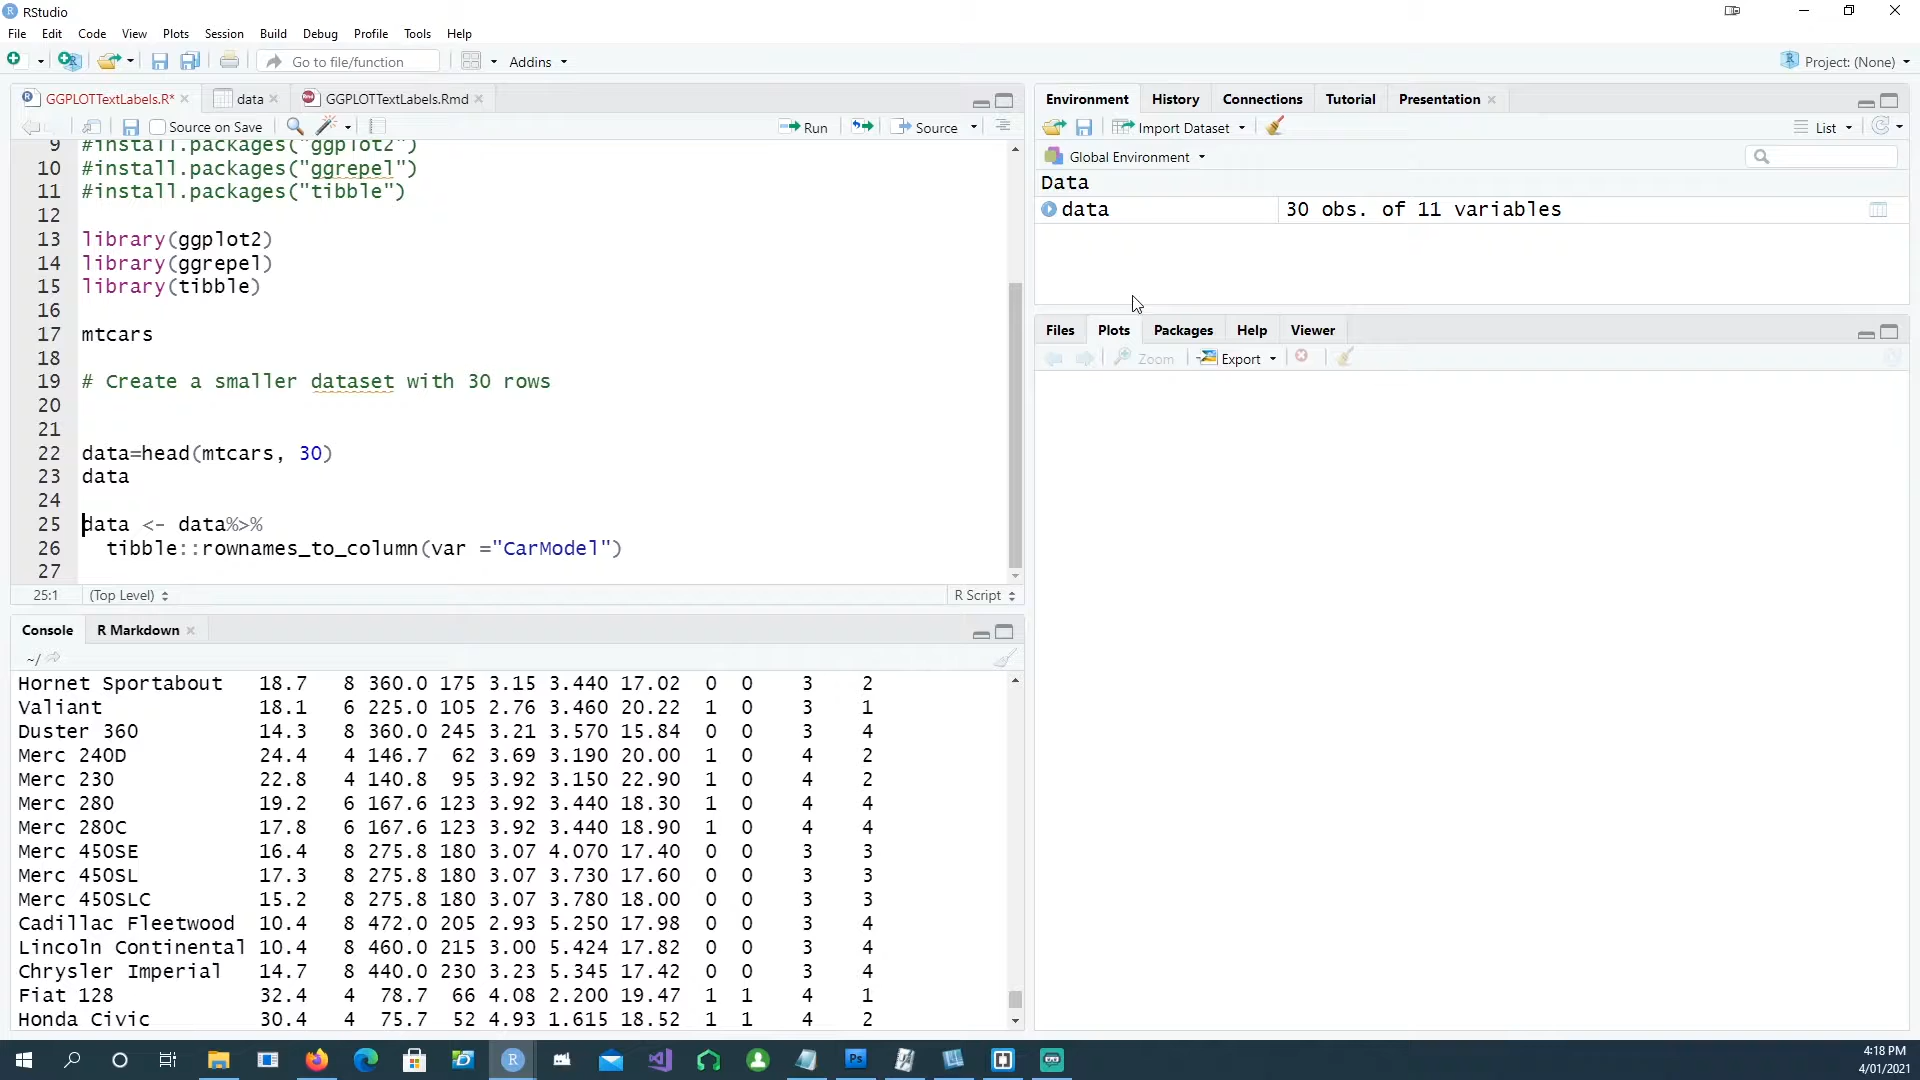 RStudio
File Edit Code View Plots Session Build Debug Profile Tools Help
Go to file/function Addins Project: (None)
GGPLOTTextLabels.R* data GGPLOTTextLabels.Rmd
Source on Save Run Source
9 #install.packages("ggplot2")
10 #install.packages("ggrepel")
11 #install.packages("tibble")
12
13 library(ggplot2)
14 library(ggrepel)
15 library(tibble)
16
17 mtcars
18
19 # Create a smaller dataset with 30 rows
20
21
22 data=head(mtcars, 30)
23 data
24
25 data <- data%>%
26 tibble::rownames_to_column(var ="CarModel")
27
25:1 (Top Level) R Script
Console R Markdown
~/
Hornet Sportabout 18.7 8 360.0 175 3.15 3.440 17.02 0 0 3 2
Valiant 18.1 6 225.0 105 2.76 3.460 20.22 1 0 3 1
Duster 360 14.3 8 360.0 245 3.21 3.570 15.84 0 0 3 4
Merc 240D 24.4 4 146.7 62 3.69 3.190 20.00 1 0 4 2
Merc 230 22.8 4 140.8 95 3.92 3.150 22.90 1 0 4 2
Merc 280 19.2 6 167.6 123 3.92 3.440 18.30 1 0 4 4
Merc 280C 17.8 6 167.6 123 3.92 3.440 18.90 1 0 4 4
Merc 450SE 16.4 8 275.8 180 3.07 4.070 17.40 0 0 3 3
Merc 450SL 17.3 8 275.8 180 3.07 3.730 17.60 0 0 3 3
Merc 450SLC 15.2 8 275.8 180 3.07 3.780 18.00 0 0 3 3
Cadillac Fleetwood 10.4 8 472.0 205 2.93 5.250 17.98 0 0 3 4
Lincoln Continental 10.4 8 460.0 215 3.00 5.424 17.82 0 0 3 4
Chrysler Imperial 14.7 8 440.0 230 3.23 5.345 17.42 0 0 3 4
Fiat 128 32.4 4 78.7 66 4.08 2.200 19.47 1 1 4 1
Honda Civic 30.4 4 75.7 52 4.93 1.615 18.52 1 1 4 2
Environment History Connections Tutorial Presentation
Import Dataset List
Global Environment
Data
data 30 obs. of 11 variables
Files Plots Packages Help Viewer
Zoom Export
4:18 PM
4/01/2021